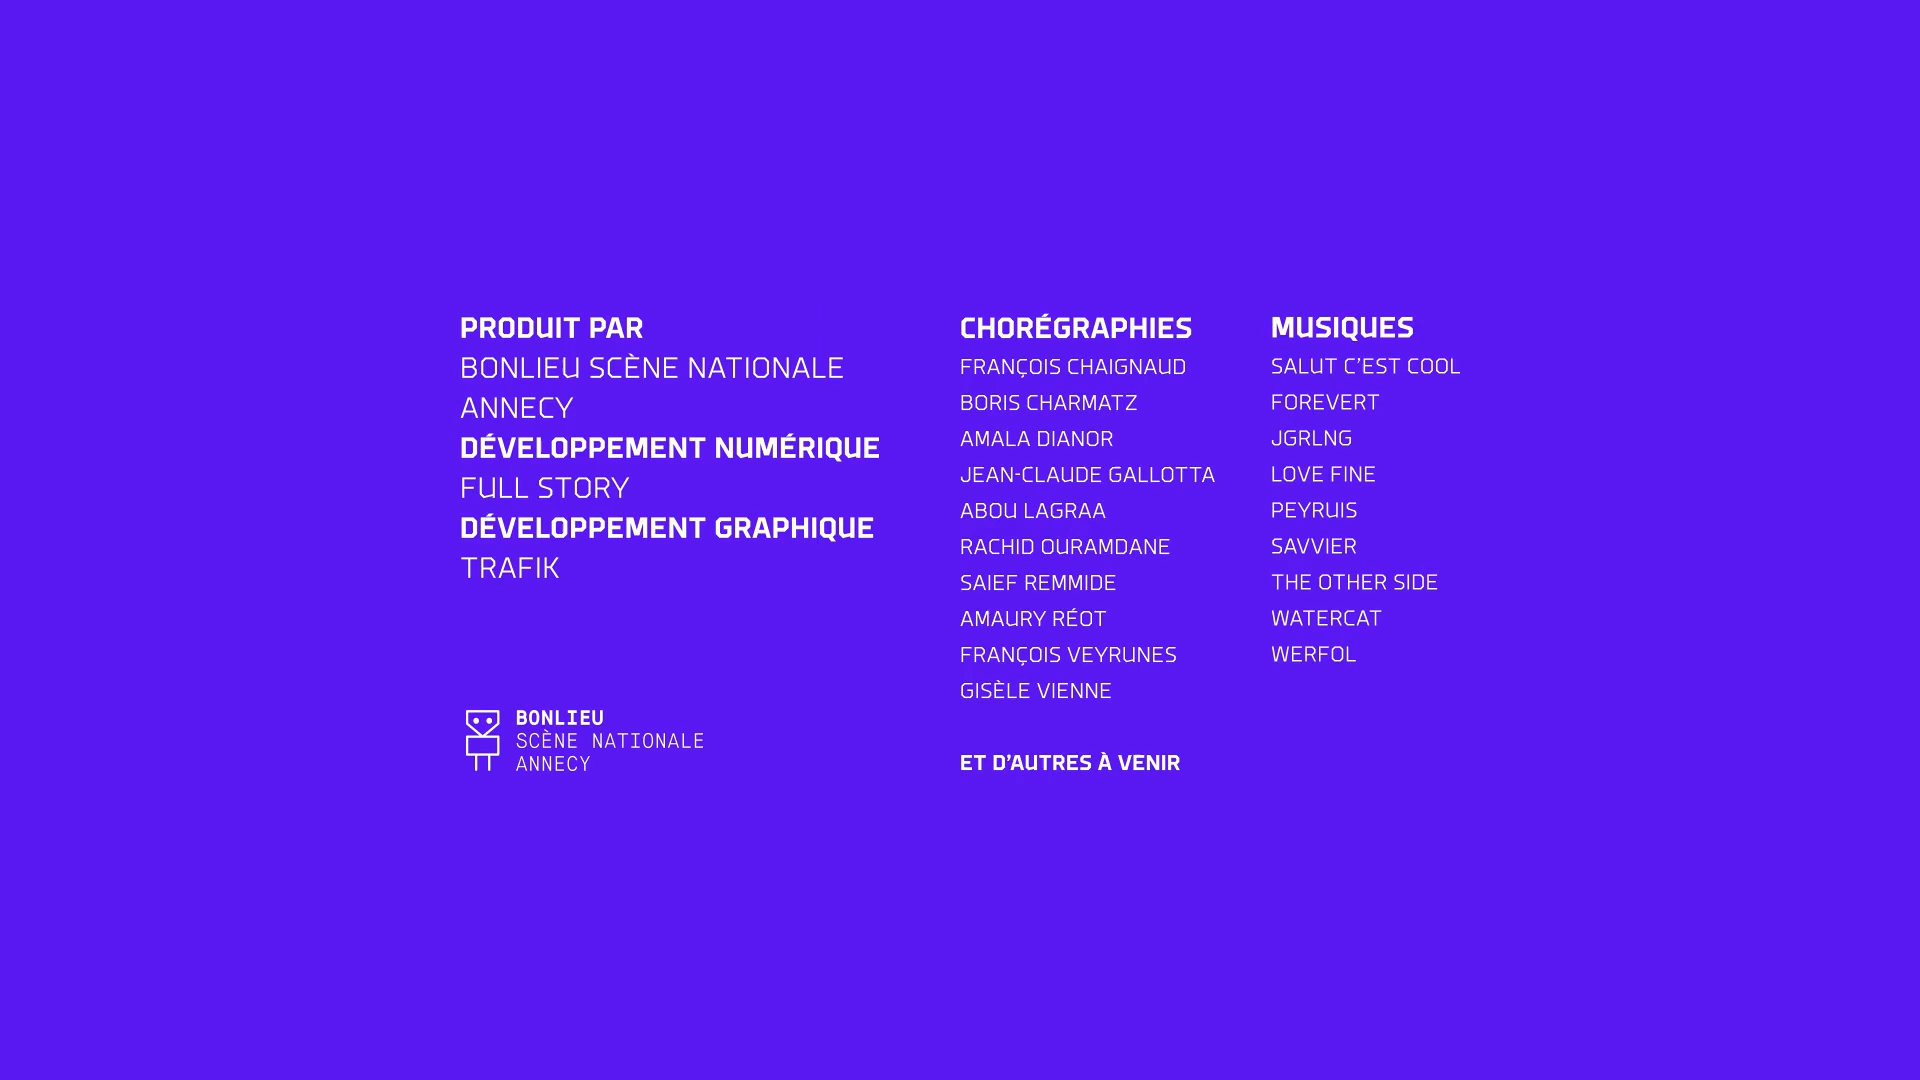 PRODUIT PAR
BONLIEU SCÈNE NATIONALE
ANNECY
DÉVELOPPEMENT NUMÉRIQUE
FULL STORY
DÉVELOPPEMENT GRAPHIQUE
TRAFIK
BONLIEU
SCÈNE NATIONALE
ANNECY
CHORÉGRAPHIES
FRANÇOIS CHAIGNAUD
BORIS CHARMATZ
AMALA DIANOR
JEAN-CLAUDE GALLOTTA
ABOU LAGRAA
RACHID OURAMDANE
SAIEF REMMIDE
AMAURY RÉOT
FRANÇOIS VEYRUNES
GISÈLE VIENNE
ET D’AUTRES À VENIR
MUSIQUES
SALUT C’EST COOL
FOREVERT
JGRLNG
LOVE FINE
PEYRUIS
SAVVIER
THE OTHER SIDE
WATERCAT
WERFOL